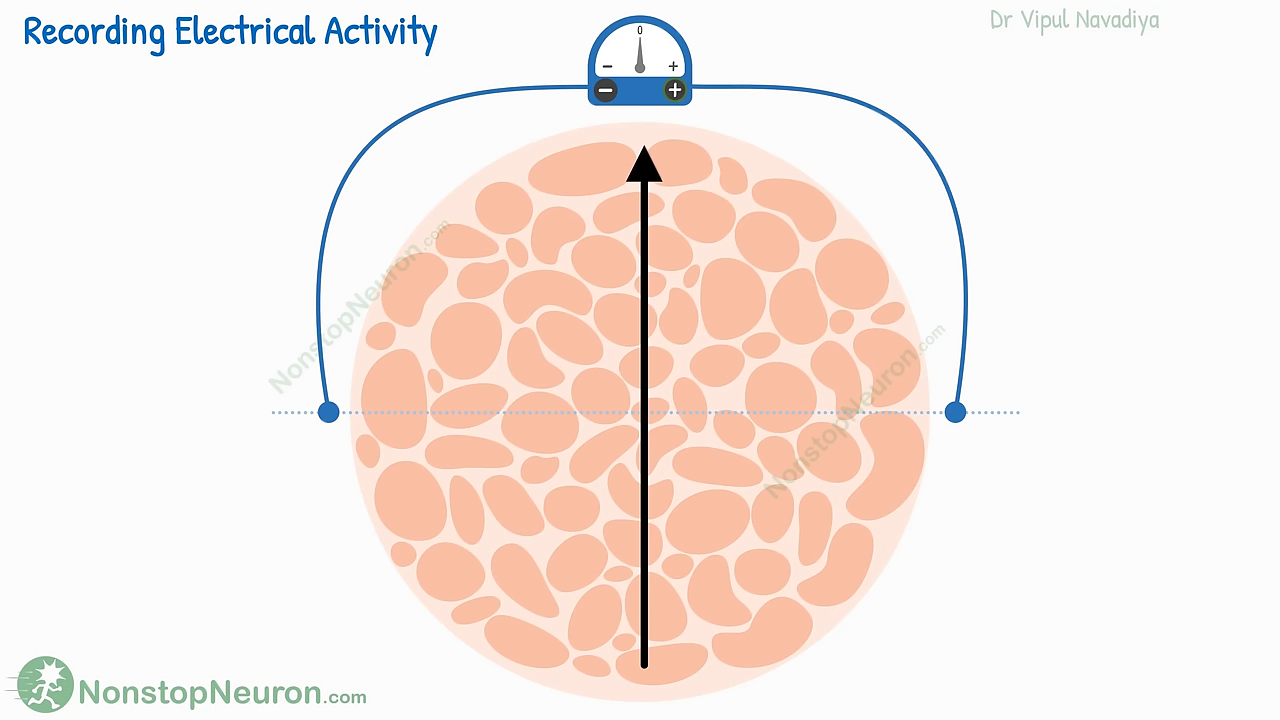 Recording Electrical Activity
Dr Vipul Navadiya
0
− +
− +
NonstopNeuron.com
NonstopNeuron.com
NonstopNeuron.com